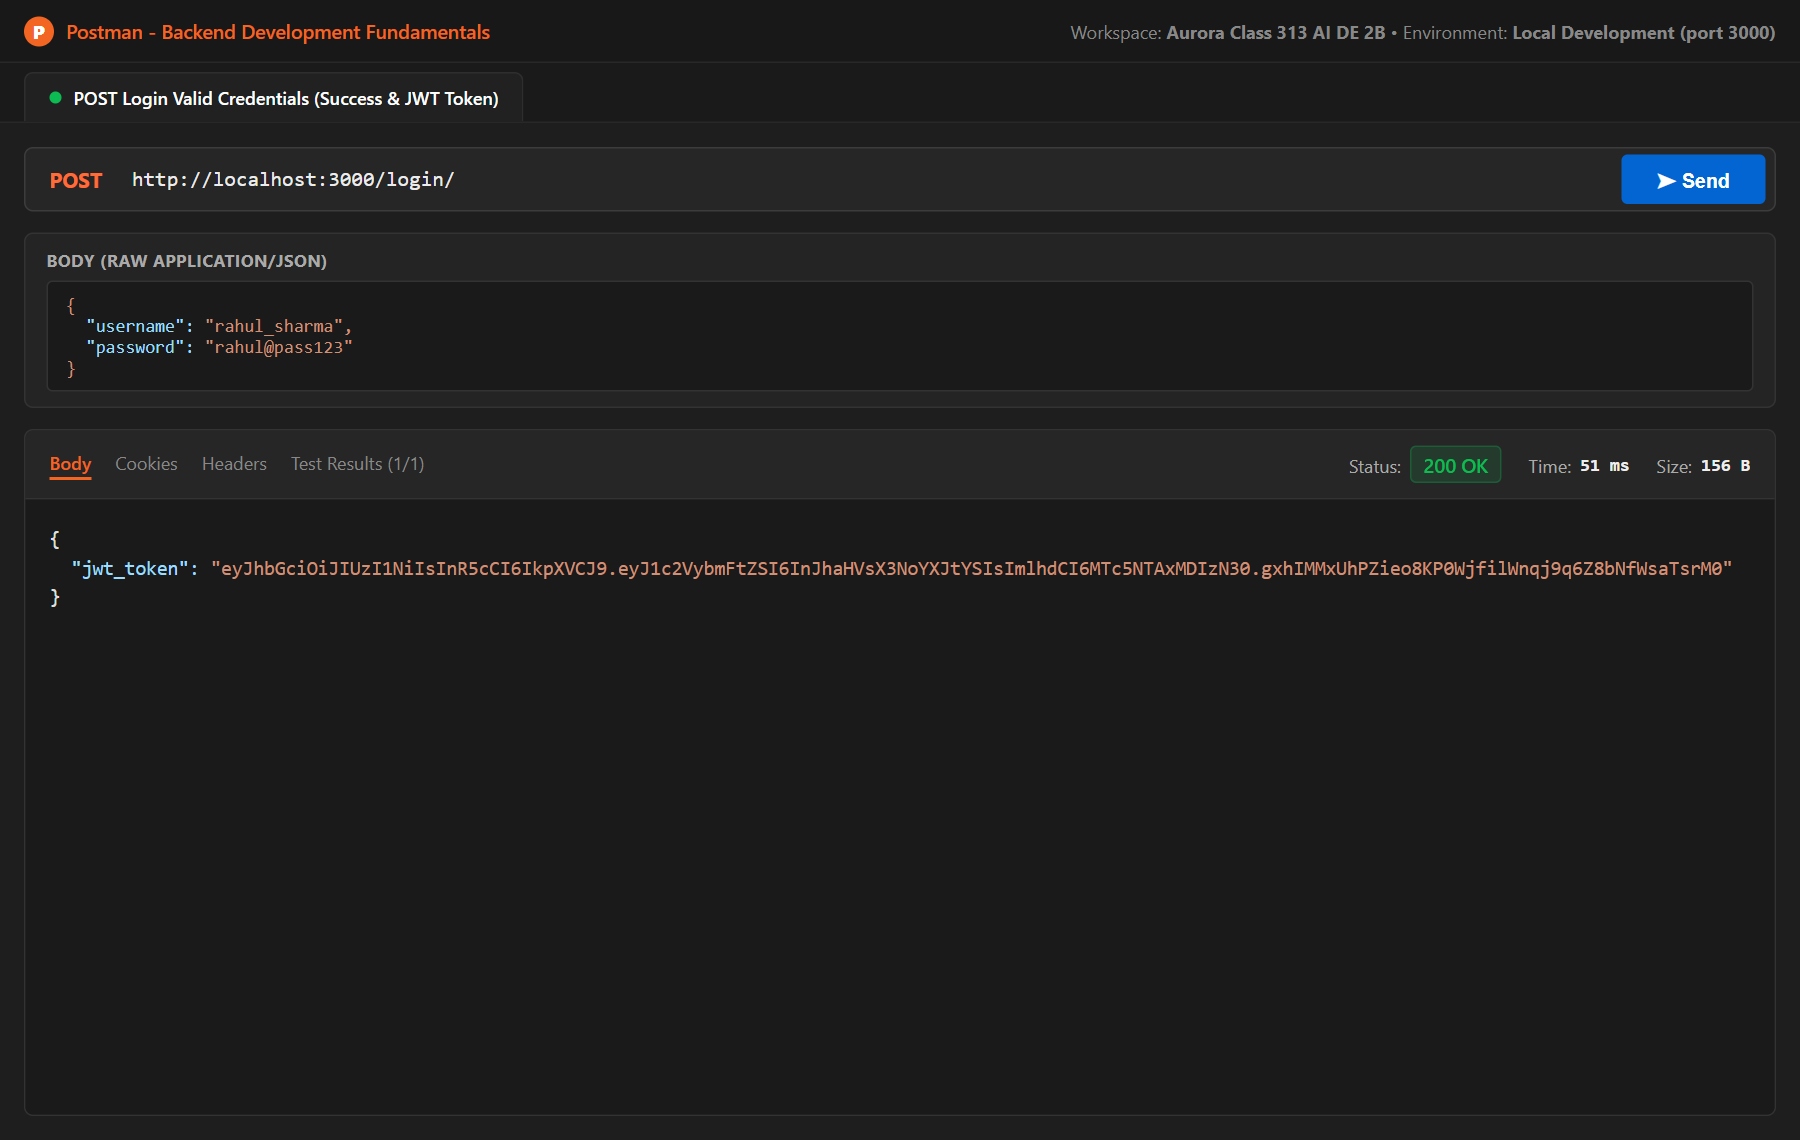 P Postman - Backend Development Fundamentals
Workspace: Aurora Class 313 AI DE 2B • Environment: Local Development (port 3000)
POST Login Valid Credentials (Success & JWT Token)
POST http://localhost:3000/login/
➤ Send
BODY (RAW APPLICATION/JSON)
{
  "username": "rahul_sharma",
  "password": "rahul@pass123"
}
Body Cookies Headers Test Results (1/1)
Status: 200 OK Time: 51 ms Size: 156 B
{
  "jwt_token": "eyJhbGciOiJIUzI1NiIsInR5cCI6IkpXVCJ9.eyJ1c2VybmFtZSI6InJhaHVsX3NoYXJtYSIsImlhdCI6MTc5NTAxMDIzN30.gxhIMMxUhPZieo8KP0WjfilWnqj9q6Z8bNfWsaTsrM0"
}